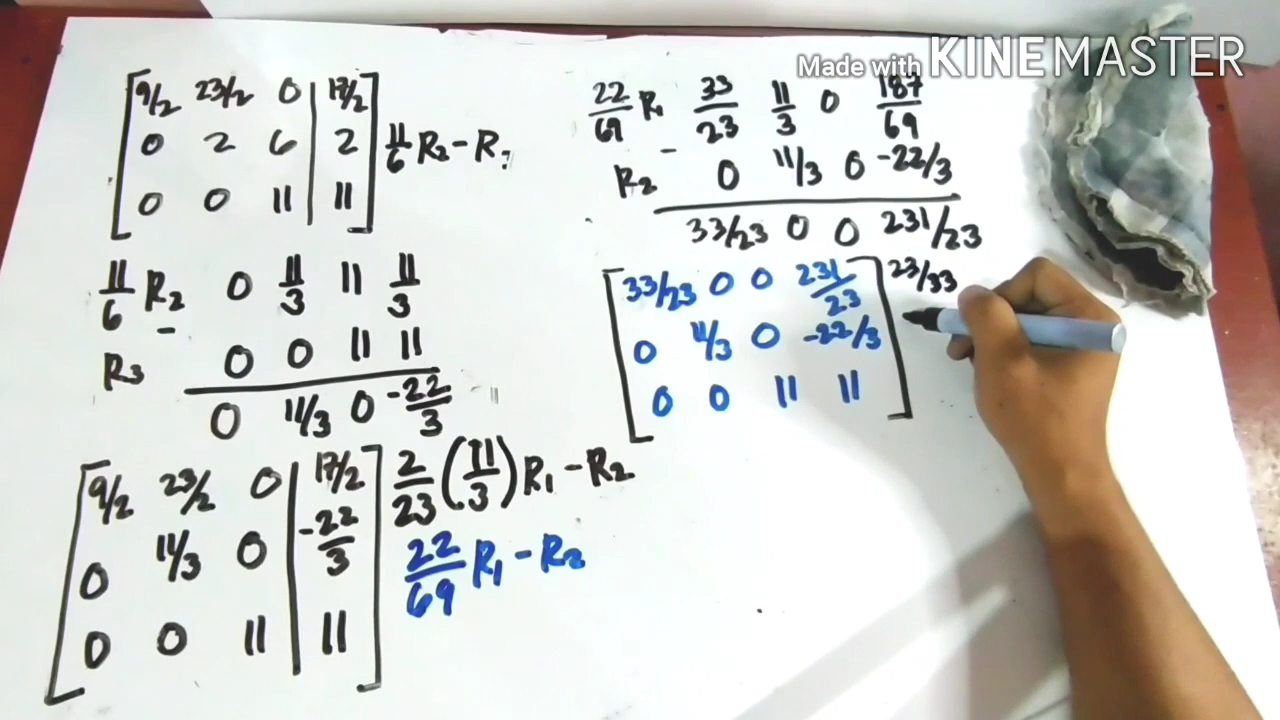 Made with KINEMASTER
9/2 23/2 0 | 17/2
0 2 6 | 2 11/6 R2 - R
0 0 11 | 11
11/6 R2 0 11/3 11 11/3
-
R3 0 0 11 11
0 11/3 0 -22/3
9/2 23/2 0 | 17/2 2/23 (11/3) R1 - R2
0 11/3 0 | -22/3 22/69 R1 - R2
0 0 11 | 11
22/69 R1 33/23 11/3 0 187/69
-
R2 0 11/3 0 -22/3
33/23 0 0 231/23
33/23 0 0 231/23 23/33
0 11/3 0 -22/3
0 0 11 11